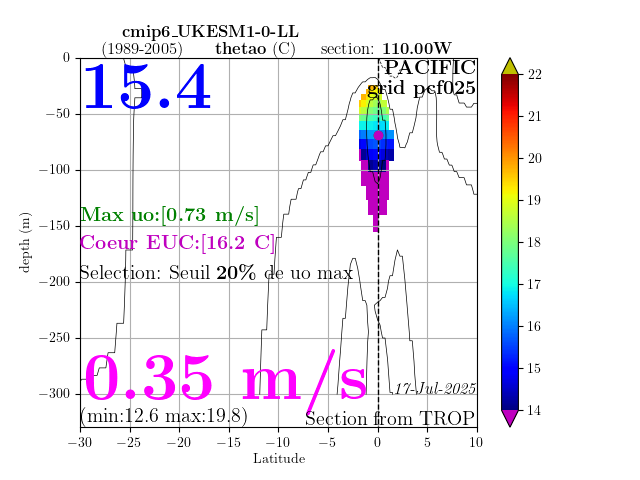 cmip6_UKESM1-0-LL
(1989-2005) thetao (C) section: 110.00W
15.4
PACIFIC
grid pcf025
Max uo:[0.73 m/s]
Coeur EUC:[16.2 C]
Selection: Seuil 20% de uo max
0.35 m/s
17-Jul-2025
(min:12.6 max:19.8)
Section from TROP
depth (m)
0
−50
−100
−150
−200
−250
−300
−30 −25 −20 −15 −10 −5 0 5 10
Latitude
22
21
20
19
18
17
16
15
14